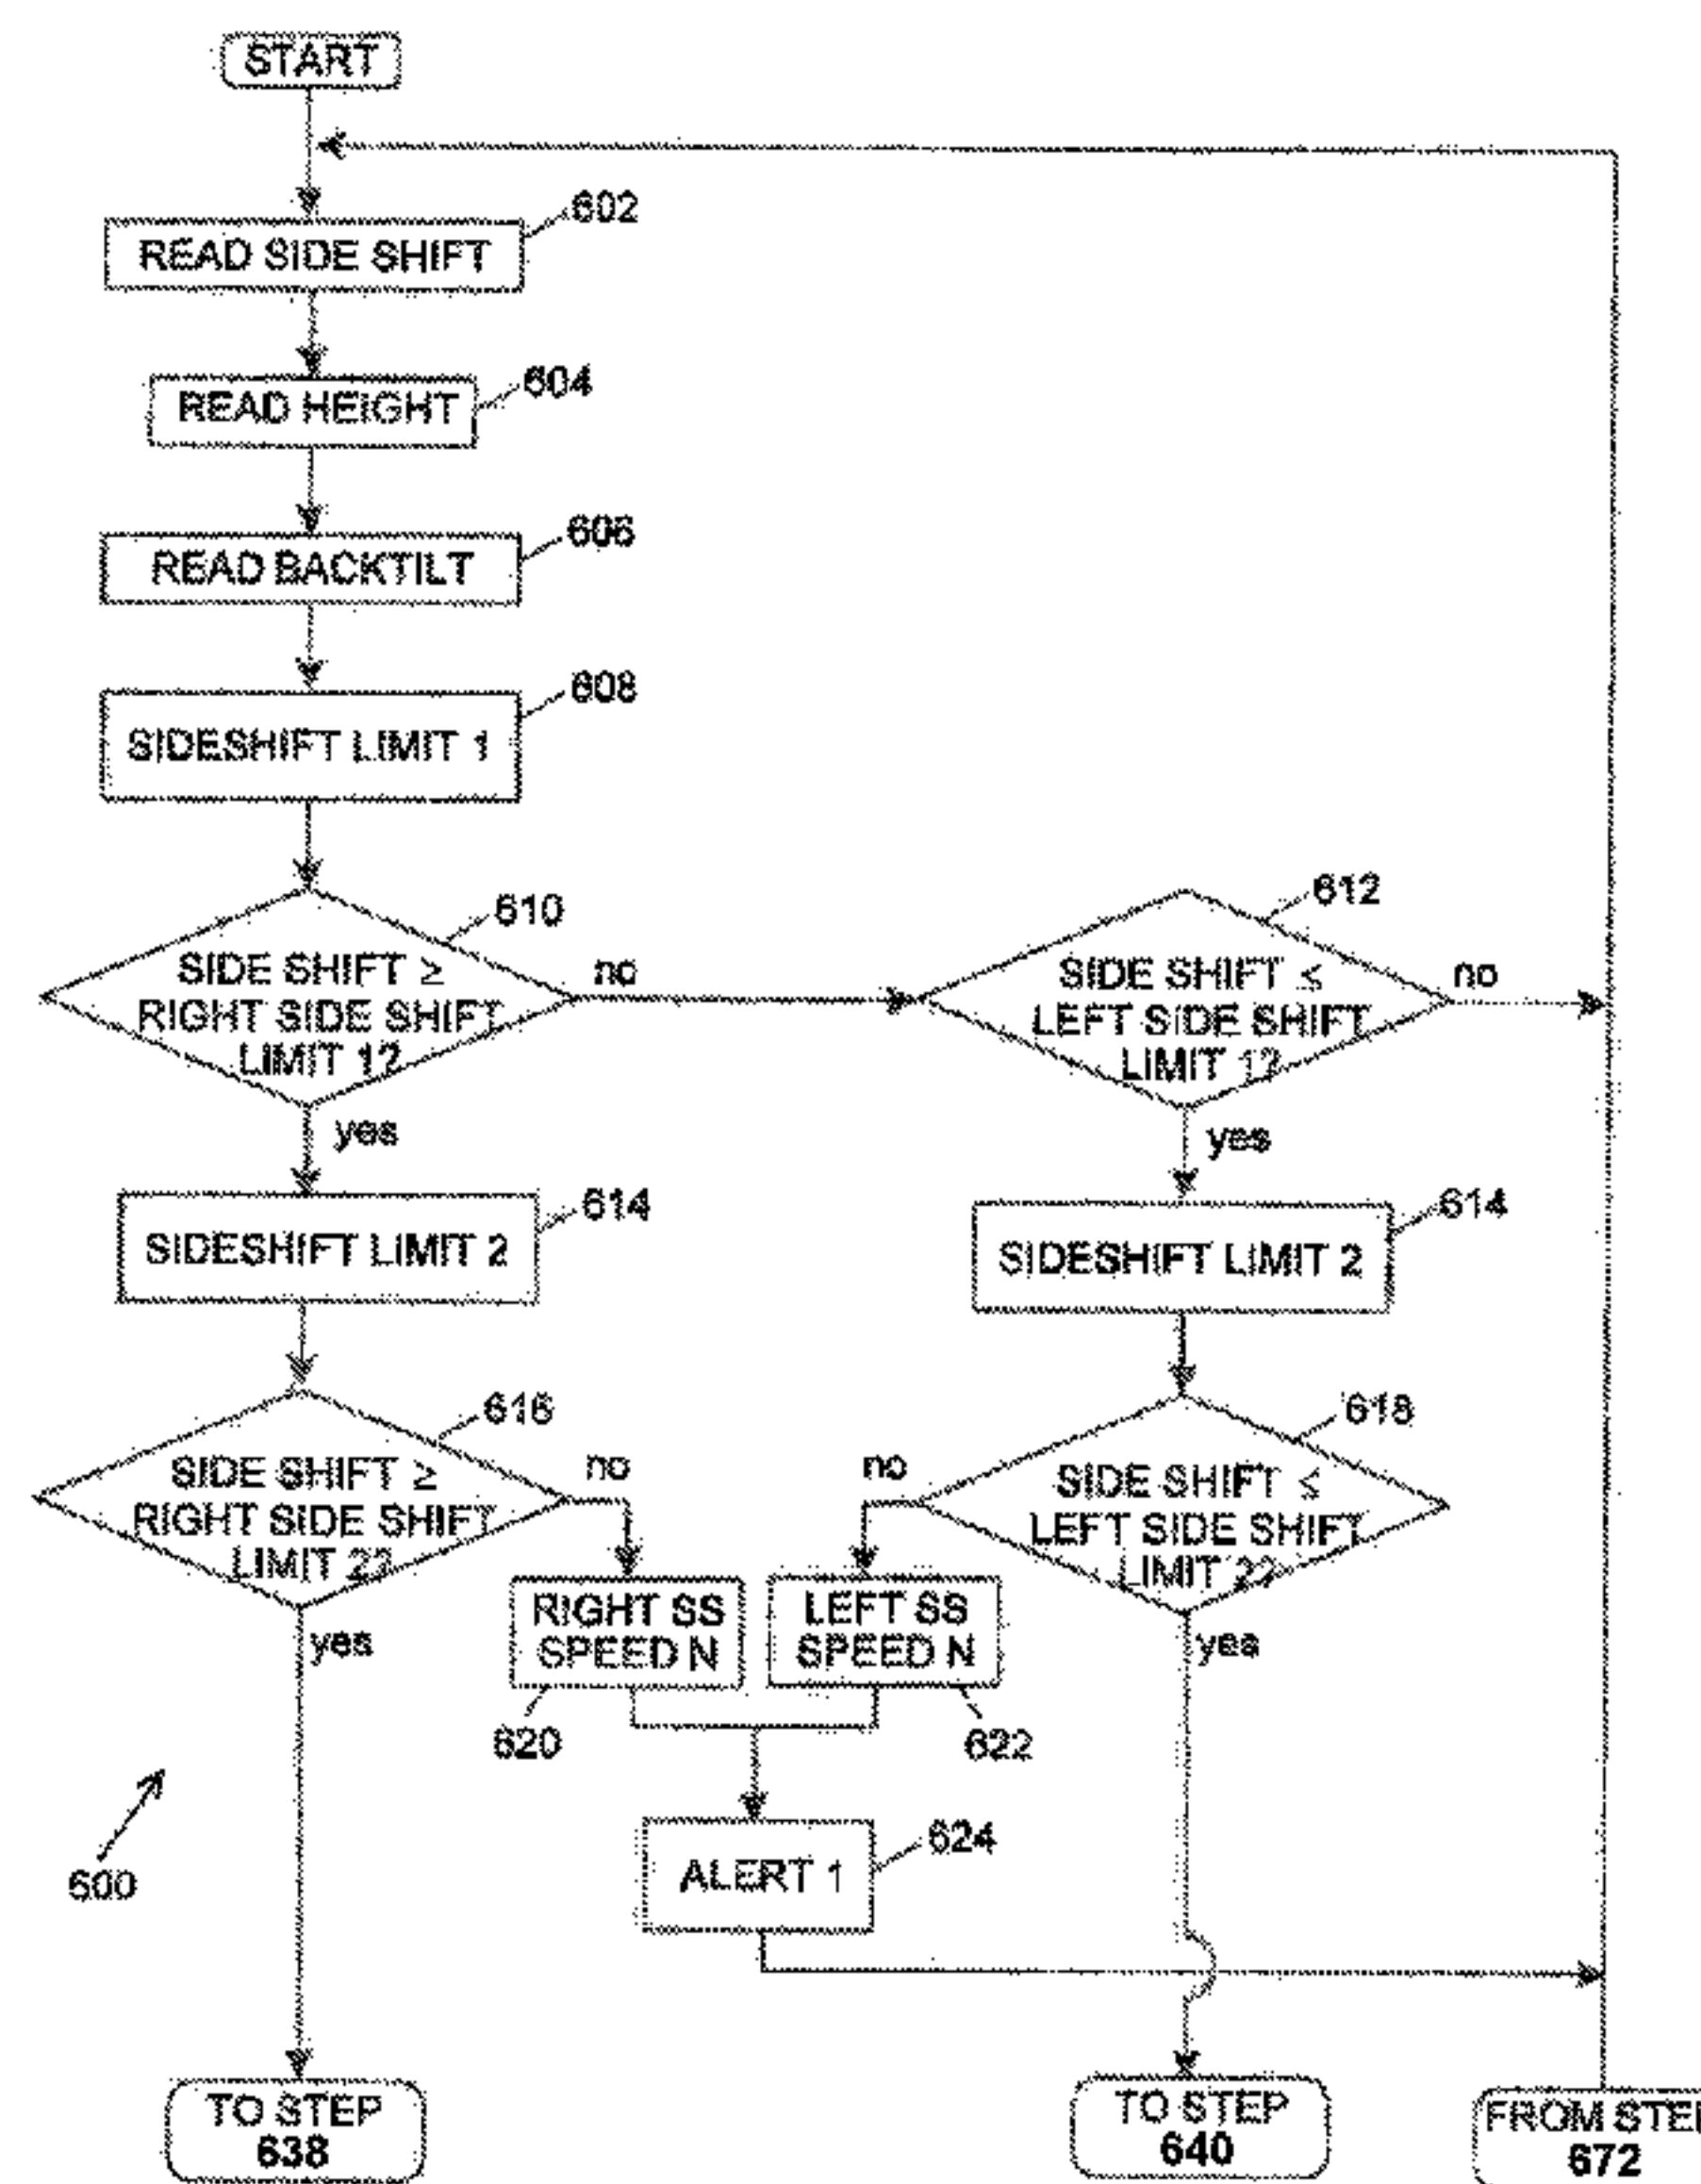 START
602
READ SIDE SHIFT
604
READ HEIGHT
606
READ BACKTILT
608
SIDESHIFT LIMIT 1
610
SIDE SHIFT ≥
RIGHT SIDE SHIFT
LIMIT 1?
no
yes
612
SIDE SHIFT ≤
LEFT SIDE SHIFT
LIMIT 1?
no
yes
614
SIDESHIFT LIMIT 2
614
SIDESHIFT LIMIT 2
616
SIDE SHIFT ≥
RIGHT SIDE SHIFT
LIMIT 2?
no
yes
618
SIDE SHIFT ≤
LEFT SIDE SHIFT
LIMIT 2?
no
yes
RIGHT SS
SPEED N
620
LEFT SS
SPEED N
622
624
ALERT 1
600
TO STEP
638
TO STEP
640
FROM STEP
672